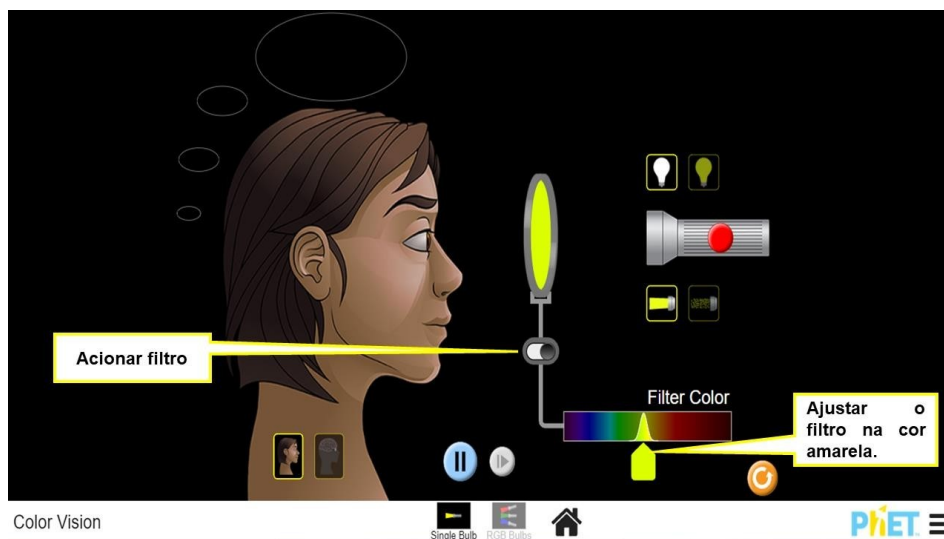 Acionar filtro
Filter Color
Ajustar o
filtro na cor
amarela.
Color Vision
Single Bulb
RGB Bulbs
PhET